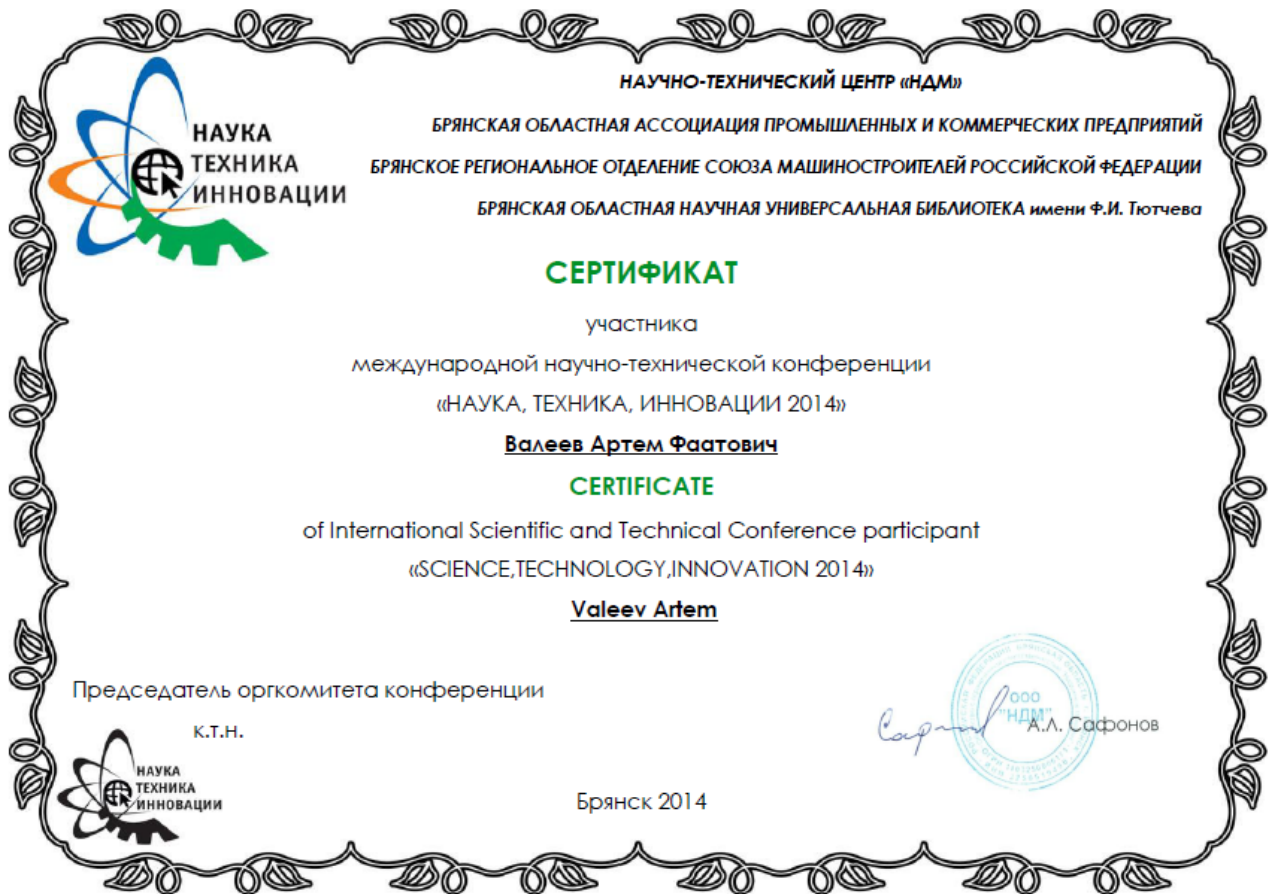 НАУКА
ТЕХНИКА
ИННОВАЦИИ
НАУЧНО-ТЕХНИЧЕСКИЙ ЦЕНТР «НДМ»
БРЯНСКАЯ ОБЛАСТНАЯ АССОЦИАЦИЯ ПРОМЫШЛЕННЫХ И КОММЕРЧЕСКИХ ПРЕДПРИЯТИЙ
БРЯНСКОЕ РЕГИОНАЛЬНОЕ ОТДЕЛЕНИЕ СОЮЗА МАШИНОСТРОИТЕЛЕЙ РОССИЙСКОЙ ФЕДЕРАЦИИ
БРЯНСКАЯ ОБЛАСТНАЯ НАУЧНАЯ УНИВЕРСАЛЬНАЯ БИБЛИОТЕКА имени Ф.И. Тютчева
СЕРТИФИКАТ
участника
международной научно-технической конференции
«НАУКА, ТЕХНИКА, ИННОВАЦИИ 2014»
Валеев Артем Фаатович
CERTIFICATE
of International Scientific and Technical Conference participant
«SCIENCE,TECHNOLOGY,INNOVATION 2014»
Valeev Artem
Председатель оргкомитета конференции
к.т.н.
ООО
"НДМ"
А.Л. Сафонов
НАУКА
ТЕХНИКА
ИННОВАЦИИ
Брянск 2014